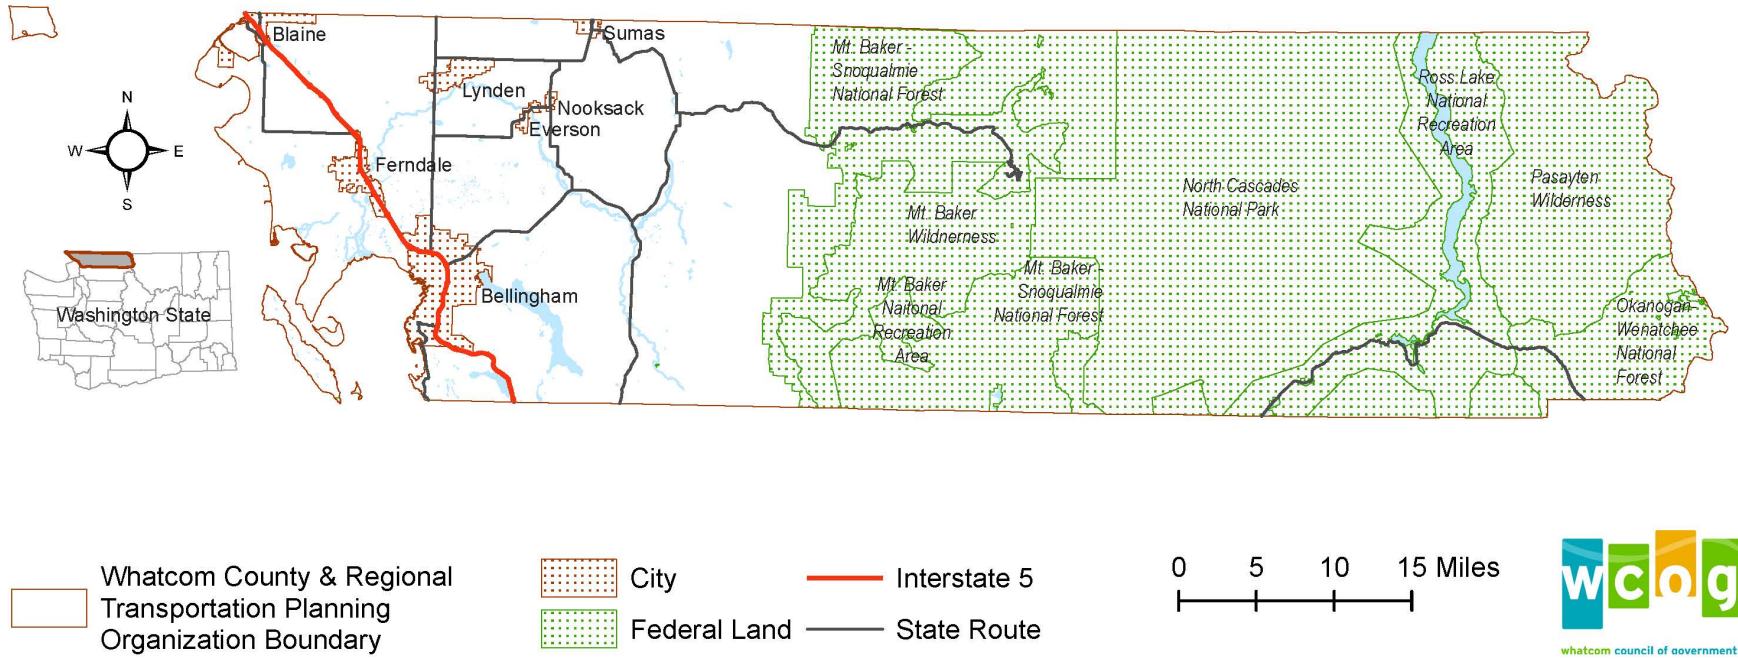 Blaine
Sumas
Lynden
Nooksack
Everson
Ferndale
Bellingham
N
W
E
S
Washington State
Mt. Baker -
Snoqualmie
National Forest
Mt. Baker
Wildnerness
Mt. Baker
Naitonal
Recreation
Area
Mt. Baker -
Snoqualmie
National Forest
North Cascades
National Park
Ross Lake
National
Recreation
Area
Pasayten
Wilderness
Okanogan-
Wenatchee
National
Forest
Whatcom County & Regional
Transportation Planning
Organization Boundary
City
Federal Land
Interstate 5
State Route
0 5 10 15 Miles
wcog
whatcom council of government